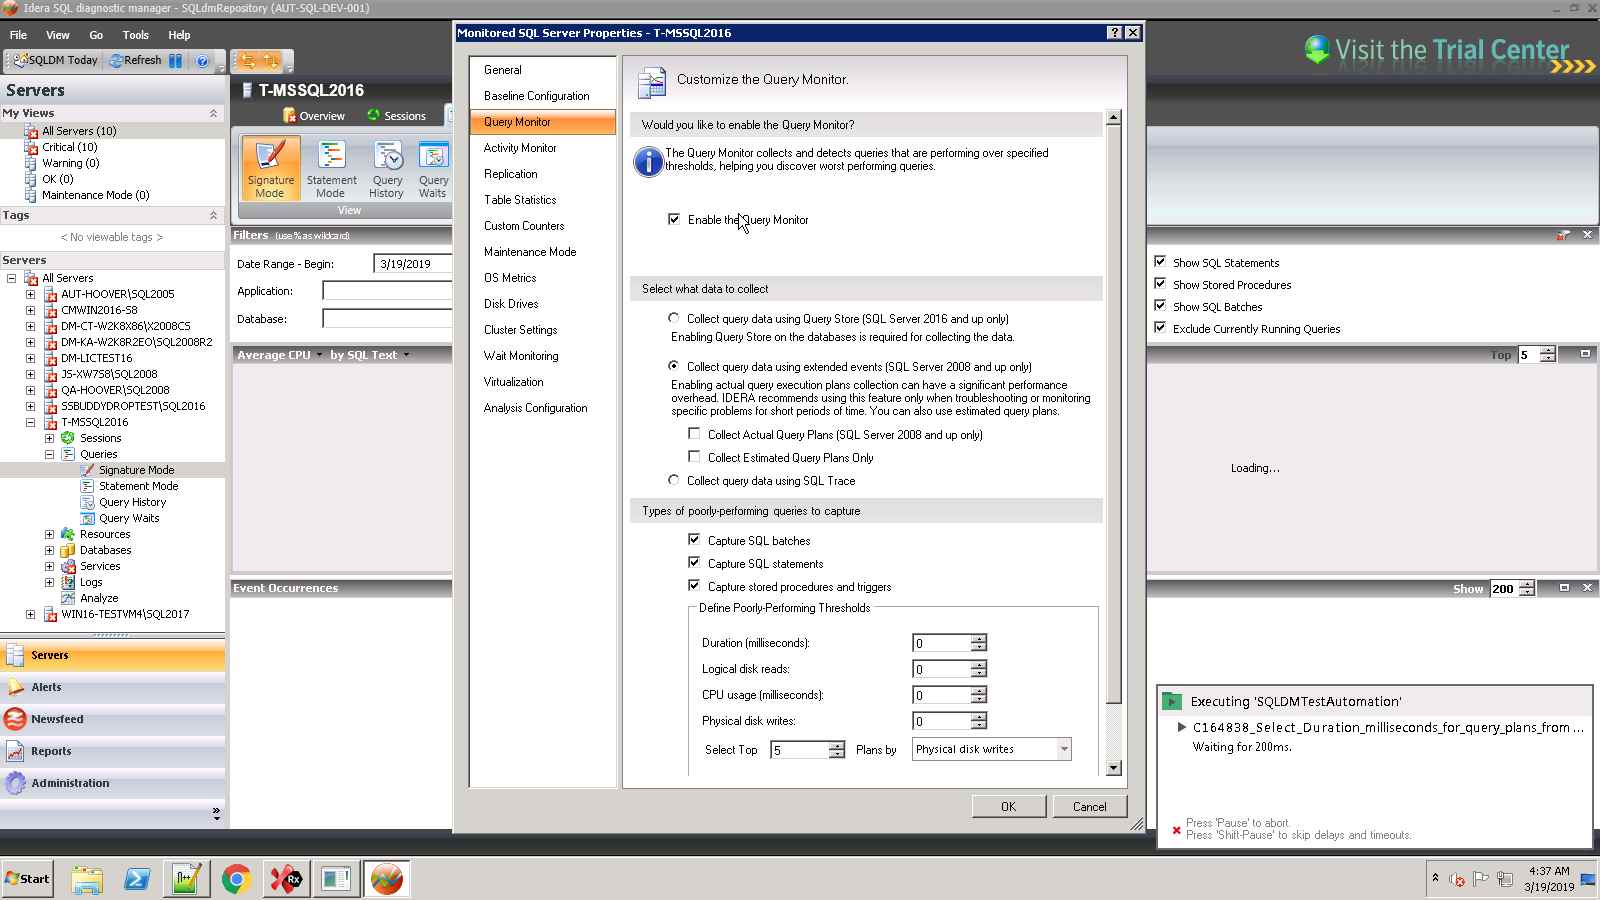 Idera SQL diagnostic manager - SQLdmRepository (AUT-SQL-DEV-001)
File View Go Tools Help
SQLDM Today Refresh
Visit the Trial Center
Servers
My Views
All Servers (10)
Critical (10)
Warning (0)
OK (0)
Maintenance Mode (0)
Tags
< No viewable tags >
Servers
All Servers
AUT-HOOVER\SQL2005
CMWIN2016-S8
DM-CT-W2K8X86\X2008CS
DM-KA-W2K8R2EO\SQL2008R2
DM-LICTEST16
JS-XW7S8\SQL2008
QA-HOOVER\SQL2008
SSBUDDYDROPTEST\SQL2016
T-MSSQL2016
Sessions
Queries
Signature Mode
Statement Mode
Query History
Query Waits
Resources
Databases
Services
Logs
Analyze
WIN16-TESTVM4\SQL2017
Servers
Alerts
Newsfeed
Reports
Administration
T-MSSQL2016
Overview Sessions
Signature Mode
Statement Mode
Query History
Query Waits
View
Filters (use % as wildcard)
Date Range - Begin: 3/19/2019
Application:
Database:
Average CPU by SQL Text
Event Occurrences
Monitored SQL Server Properties - T-MSSQL2016
General
Baseline Configuration
Query Monitor
Activity Monitor
Replication
Table Statistics
Custom Counters
Maintenance Mode
OS Metrics
Disk Drives
Cluster Settings
Wait Monitoring
Virtualization
Analysis Configuration
Customize the Query Monitor.
Would you like to enable the Query Monitor?
The Query Monitor collects and detects queries that are performing over specified
thresholds, helping you discover worst performing queries.
Enable the Query Monitor
Select what data to collect
Collect query data using Query Store (SQL Server 2016 and up only)
Enabling Query Store on the databases is required for collecting the data.
Collect query data using extended events (SQL Server 2008 and up only)
Enabling actual query execution plans collection can have a significant performance
overhead. IDERA recommends using this feature only when troubleshooting or monitoring
specific problems for short periods of time. You can also use estimated query plans.
Collect Actual Query Plans (SQL Server 2008 and up only)
Collect Estimated Query Plans Only
Collect query data using SQL Trace
Types of poorly-performing queries to capture
Capture SQL batches
Capture SQL statements
Capture stored procedures and triggers
Define Poorly-Performing Thresholds
Duration (milliseconds): 0
Logical disk reads: 0
CPU usage (milliseconds): 0
Physical disk writes: 0
Select Top 5 Plans by Physical disk writes
OK Cancel
Show SQL Statements
Show Stored Procedures
Show SQL Batches
Exclude Currently Running Queries
Top 5
Loading...
Show 200
Executing 'SQLDMTestAutomation'
C164838_Select_Duration_milliseconds_for_query_plans_from ...
Waiting for 200ms.
Press 'Pause' to abort.
Press 'Shift-Pause' to skip delays and timeouts.
Start
n++
Rx
4:37 AM
3/19/2019